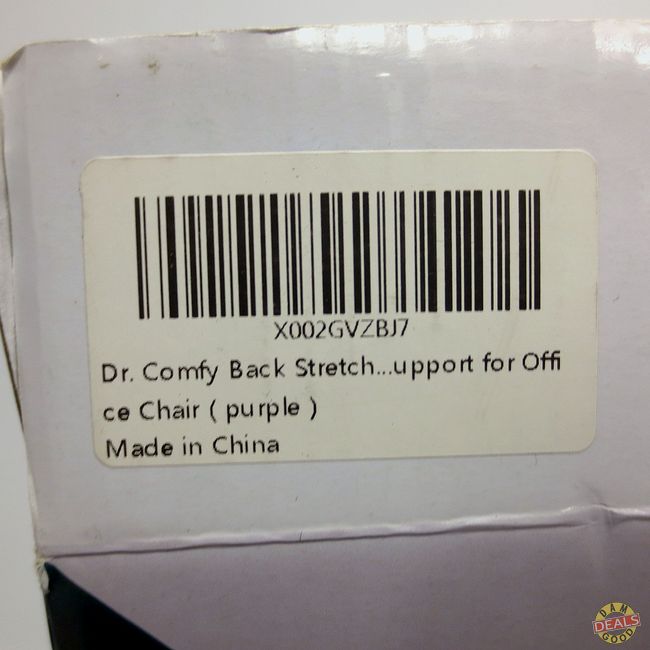 X002GVZBJ7
Dr. Comfy Back Stretch...upport for Offi
ce Chair ( purple )
Made in China
DAM
DEALS
GOOD